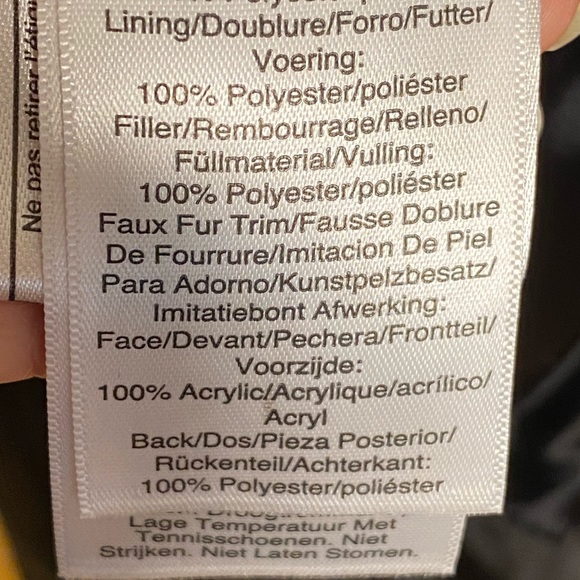 Lining/Doublure/Forro/Futter/
Voering:
100% Polyester/poliéster
Filler/Rembourrage/Relleno/
Füllmaterial/Vulling:
100% Polyester/poliéster
Faux Fur Trim/Fausse Doblure
De Fourrure/Imitacion De Piel
Para Adorno/Kunstpelzbesatz/
Imitatiebont Afwerking:
Face/Devant/Pechera/Frontteil/
Voorzijde:
100% Acrylic/Acrylique/acrílico/
Acryl
Back/Dos/Pieza Posterior/
Rückenteil/Achterkant:
100% Polyester/poliéster
Lage Temperatuur Met
Tennisschoenen. Niet
Strijken. Niet Laten Stomen.
Ne pas retirer